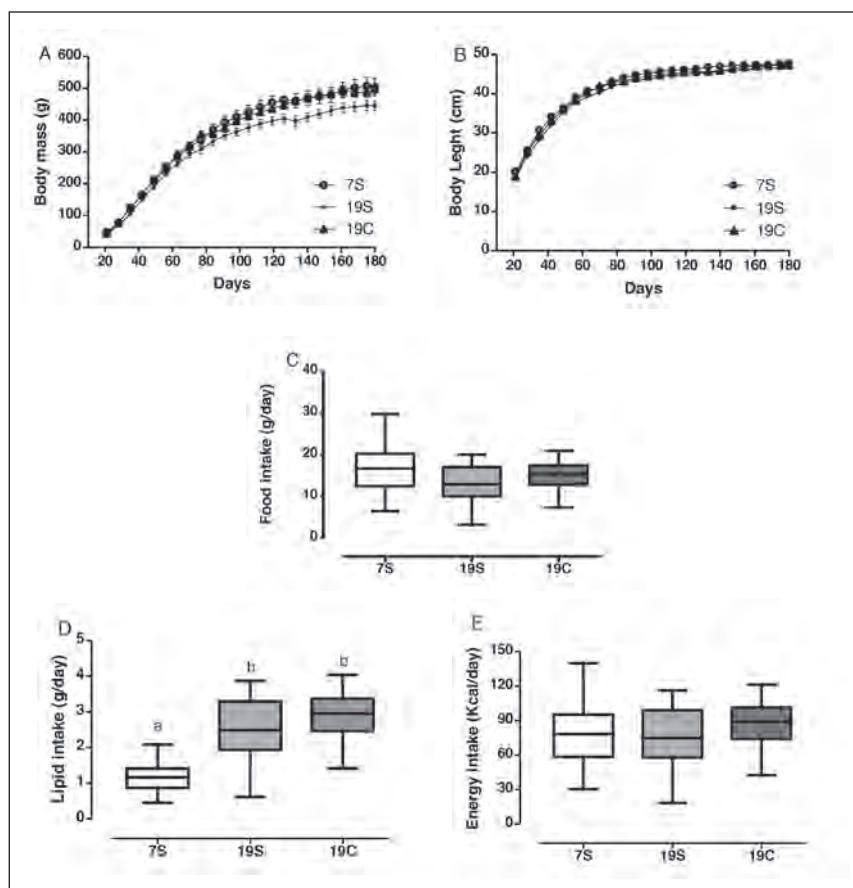 A
Body mass (g)
600
500
400
300
200
100
0
7S
19S
19C
20 40 60 80 100 120 140 160 180
Days
B
Body Leght (cm)
50
40
30
20
10
0
7S
19S
19C
20 40 60 80 100 120 140 160 180
Days
C
Food intake (g/day)
40
30
20
10
0
7S 19S 19C
D
Lipid intake (g/day)
5
4
3
2
1
0
a
b
b
7S 19S 19C
E
Energy intake (Kcal/day)
150
120
90
60
30
0
7S 19S 19C